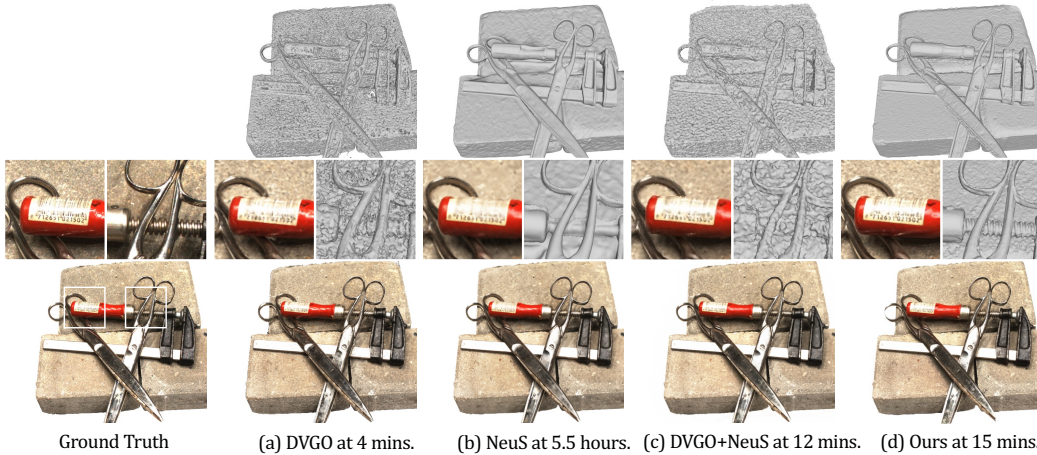 Ground Truth
(a) DVGO at 4 mins.
(b) NeuS at 5.5 hours.
(c) DVGO+NeuS at 12 mins.
(d) Ours at 15 mins.